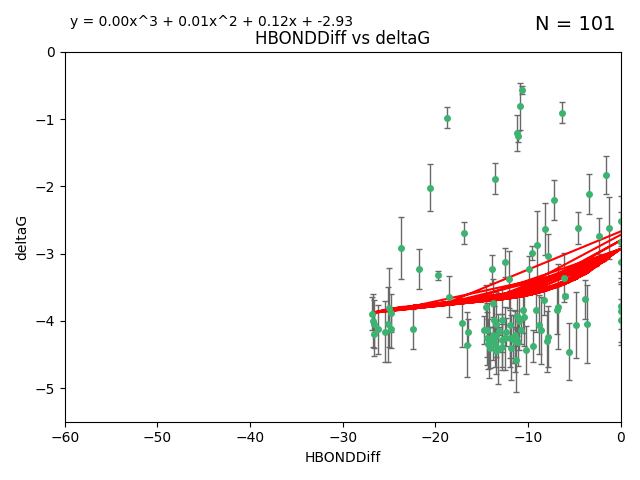 y = 0.00x^3 + 0.01x^2 + 0.12x + -2.93
N = 101
HBONDDiff vs deltaG
0
−1
−2
−3
−4
−5
deltaG
−60
−50
−40
−30
−20
−10
0
HBONDDiff